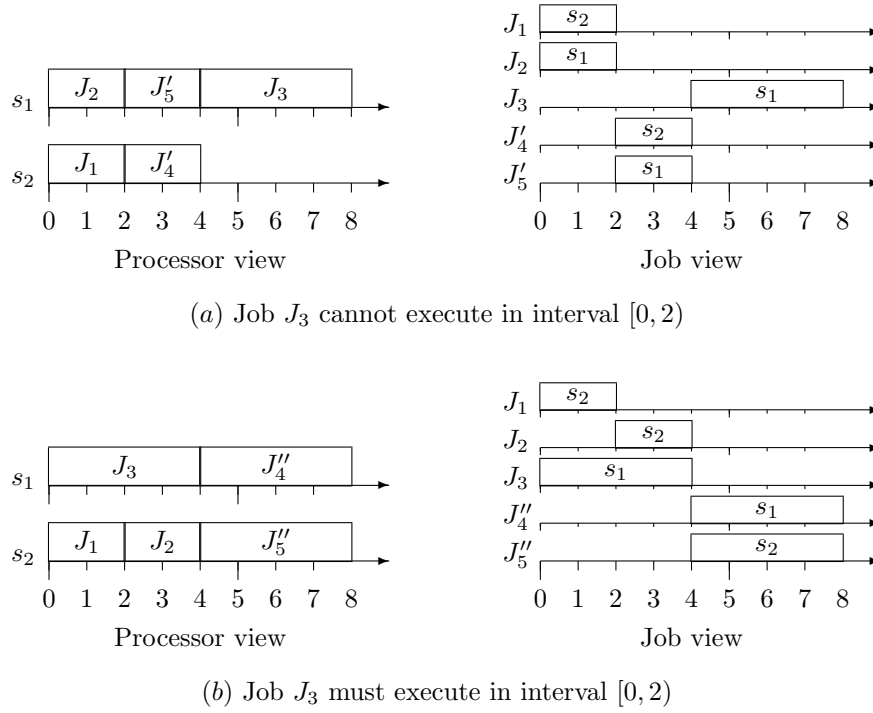 s₁ J₂ J′₅ J₃
s₂ J₁ J′₄
0 1 2 3 4 5 6 7 8
Processor view
J₁ s₂
J₂ s₁
J₃ s₁
J′₄ s₂
J′₅ s₁
0 1 2 3 4 5 6 7 8
Job view
(a) Job J₃ cannot execute in interval [0, 2)
s₁ J₃ J″₄
s₂ J₁ J₂ J″₅
0 1 2 3 4 5 6 7 8
Processor view
J₁ s₂
J₂ s₂
J₃ s₁
J″₄ s₁
J″₅ s₂
0 1 2 3 4 5 6 7 8
Job view
(b) Job J₃ must execute in interval [0, 2)